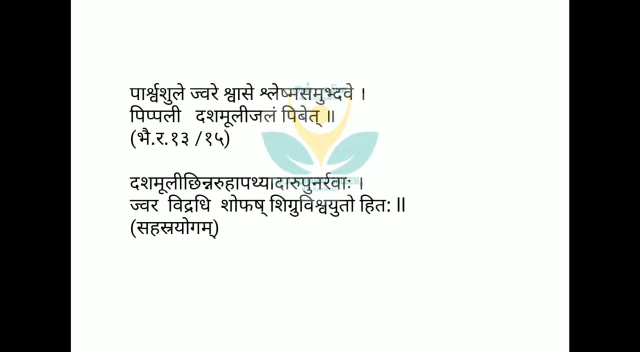 पार्श्वशुले ज्वरे श्वासे श्लेष्मसमुभ्दवे ।
पिप्पली दशमूलीजलं पिबेत् ॥
(भै.र.१३ /१५)
दशमूलीछिन्नरुहापथ्यादारुपुनर्रवाः ।
ज्वर विद्रधि शोफष् शिग्रुविश्वयुतो हित: ll
(सहस्रयोगम्)